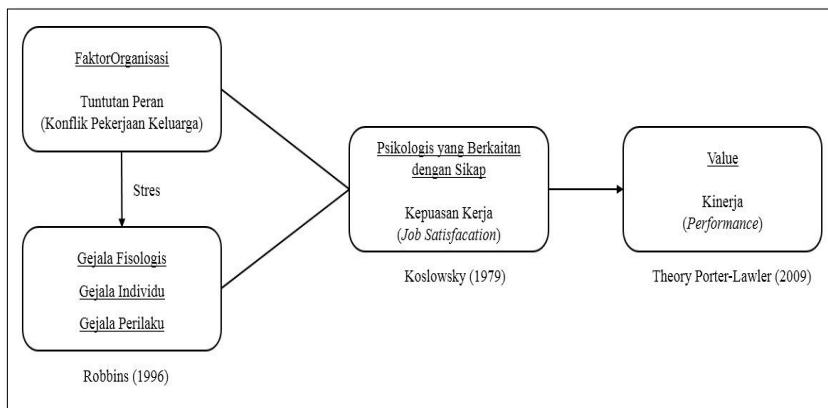 FaktorOrganisasi
Tuntutan Peran
(Konflik Pekerjaan Keluarga)
Stres
Gejala Fisologis
Gejala Individu
Gejala Perilaku
Robbins (1996)
Psikologis yang Berkaitan
dengan Sikap
Kepuasan Kerja
(Job Satisfacation)
Koslowsky (1979)
Value
Kinerja
(Performance)
Theory Porter-Lawler (2009)